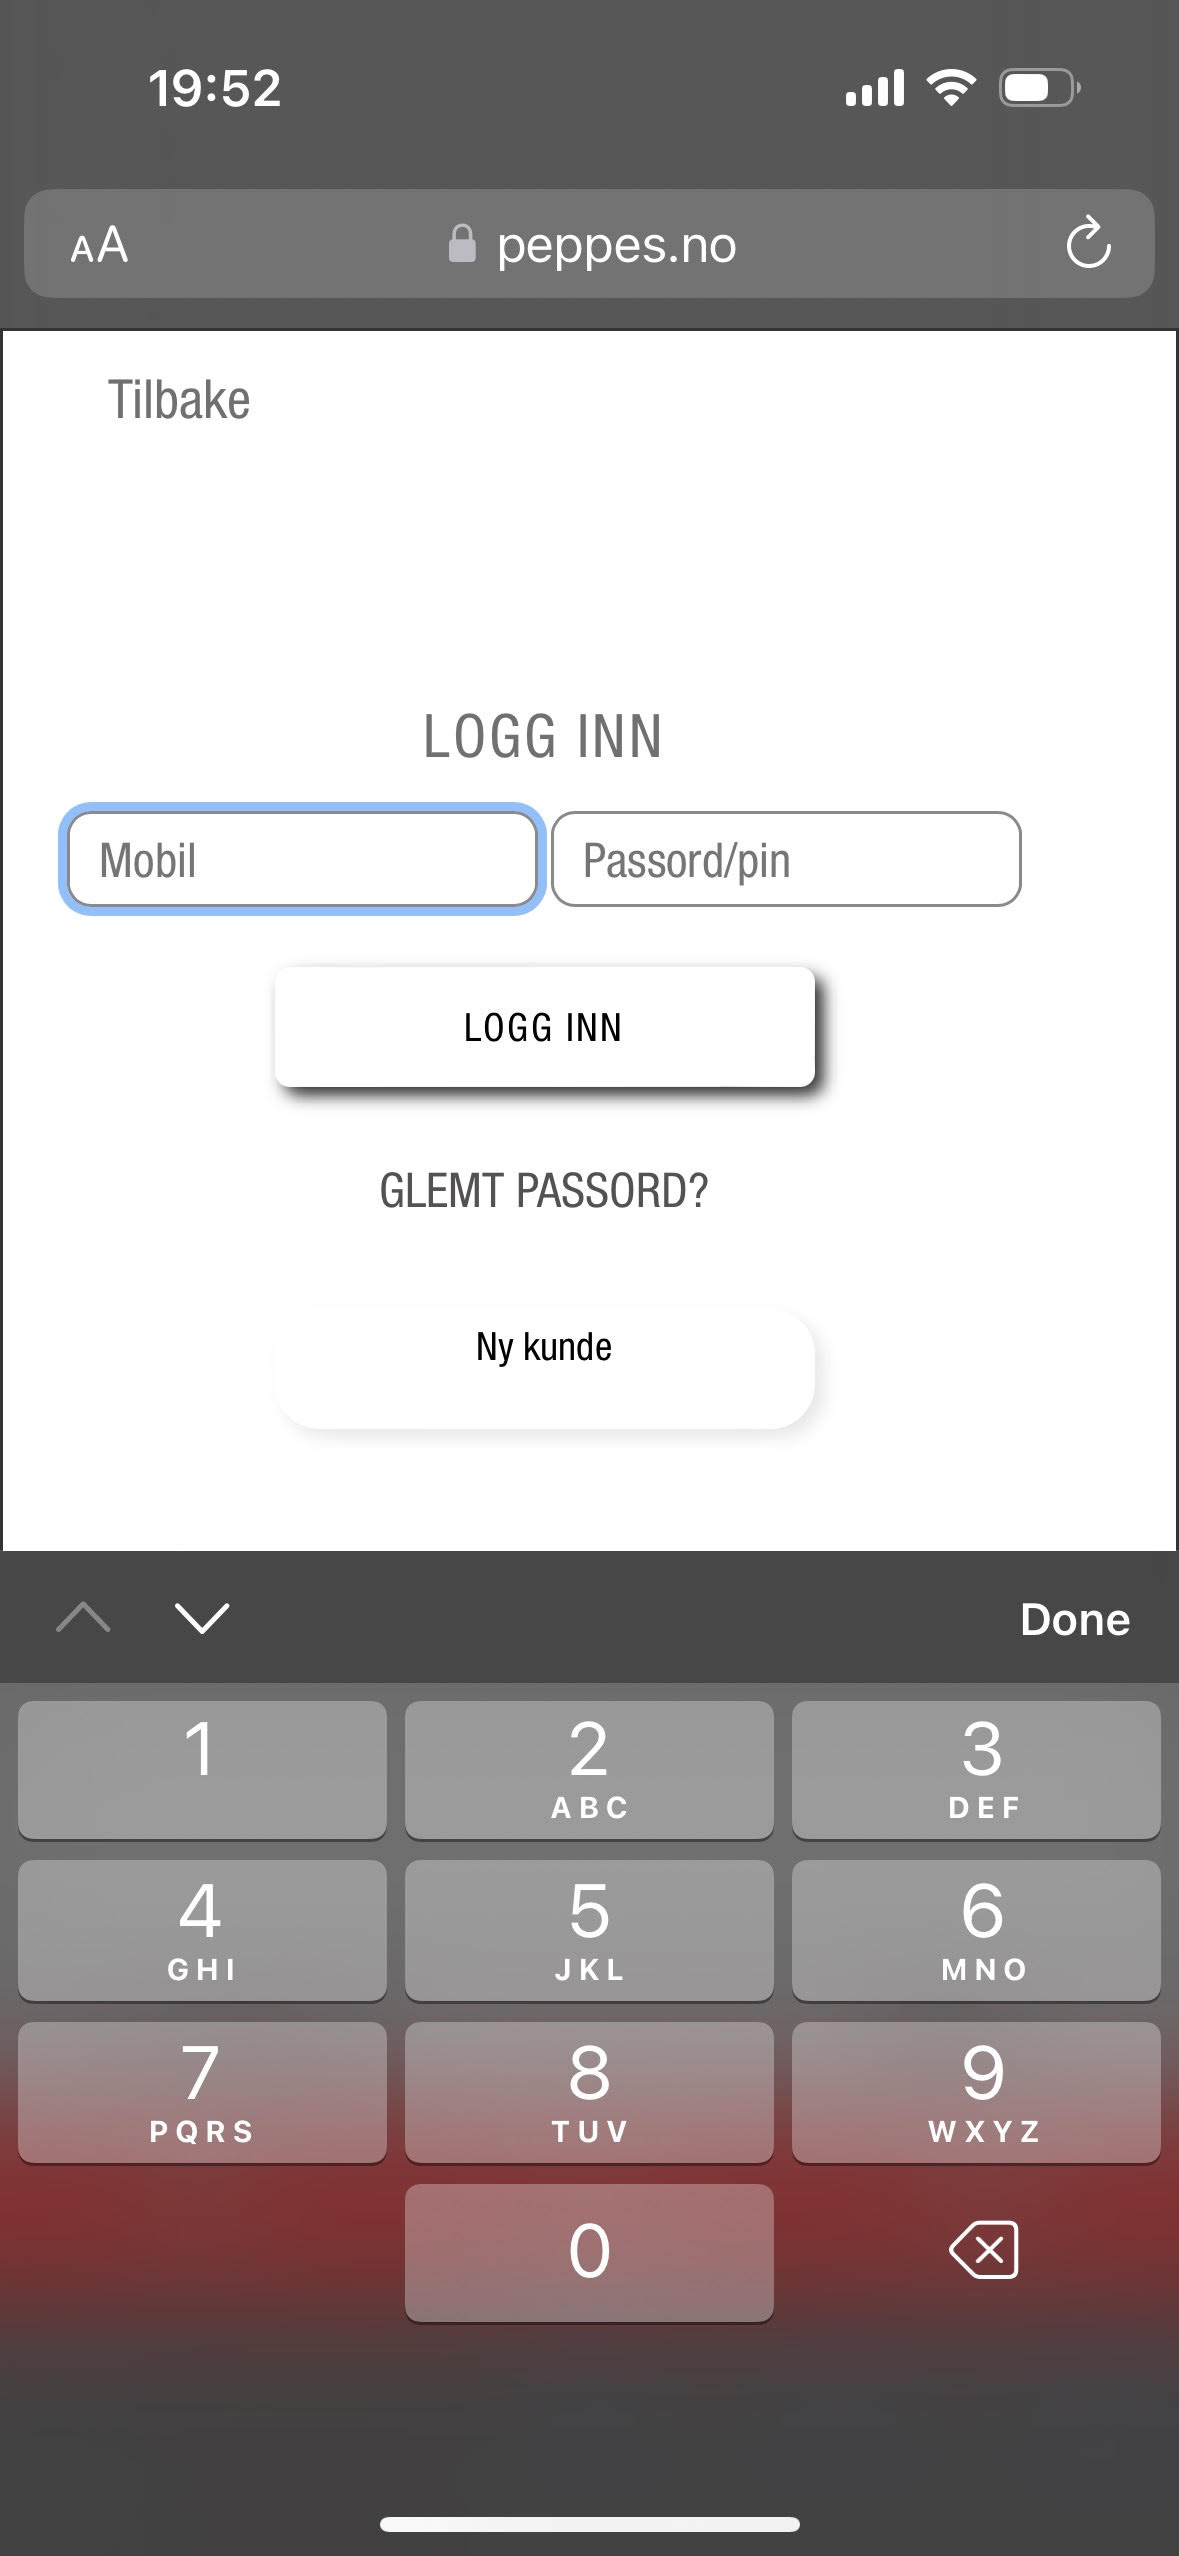 19:52
AA peppes.no
Tilbake
LOGG INN
Mobil Passord/pin
LOGG INN
GLEMT PASSORD?
Ny kunde
Done
1 2 3
ABC DEF
4 5 6
GHI JKL MNO
7 8 9
PQRS TUV WXYZ
0